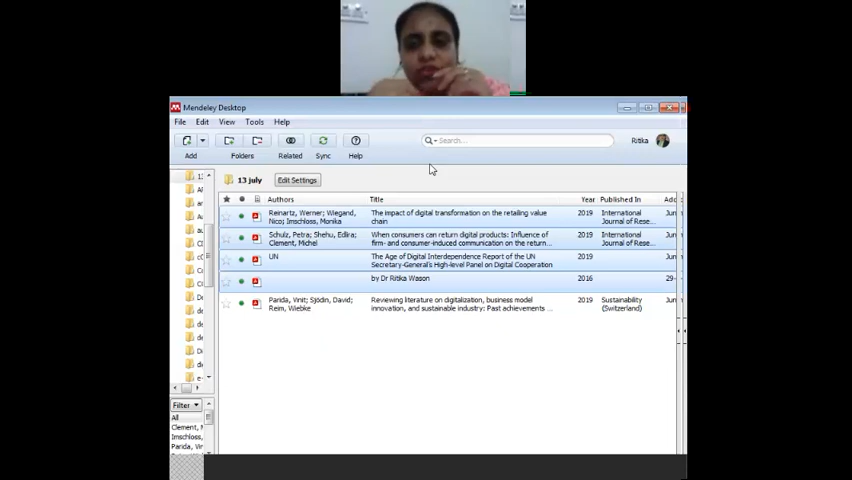 Mendeley Desktop
File Edit View Tools Help
Search...
Ritika
Add Folders Related Sync Help
13 july Edit Settings
Authors Title Year Published In
Reinartz, Werner; Wiegand, Nico; Imschloss, Monika
The impact of digital transformation on the retailing value chain
2019
International Journal of Rese...
Schulz, Petra; Shehu, Edlira; Clement, Michel
When consumers can return digital products: Influence of firm- and consumer-induced communication on the return...
2019
International Journal of Rese...
UN
The Age of Digital Interdependence Report of the UN Secretary-General's High-level Panel on Digital Cooperation
2019
by Dr Ritika Wason
2016
29-
Parida, Vinit; Sjödin, David; Reim, Wiebke
Reviewing literature on digitalization, business model innovation, and sustainable industry: Past achievements ...
2019
Sustainability (Switzerland)
Filter
All
Clement,
Imschloss,
Parida,